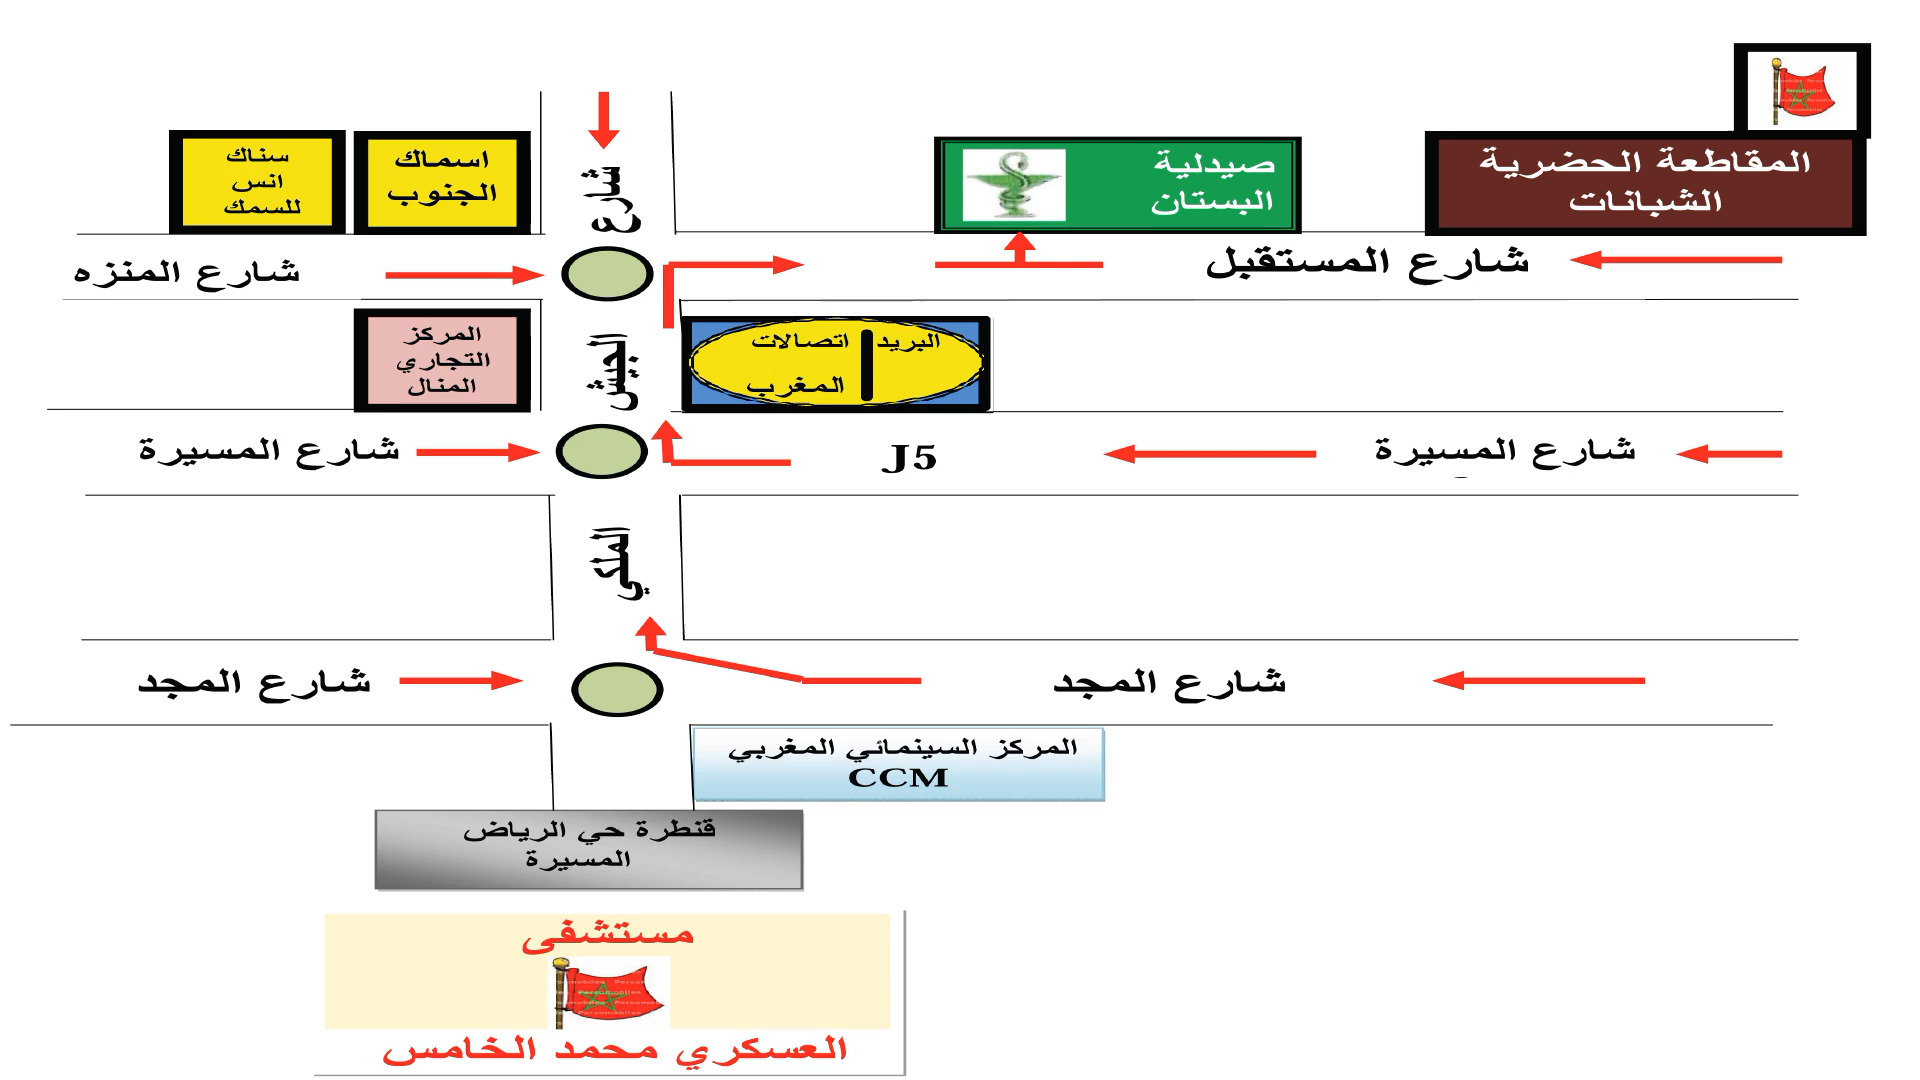 سناك
انس
للسمك
اسماك
الجنوب
شارع
صيدلية
البستان
المقاطعة الحضرية
الشبانات
شارع المنزه
شارع المستقبل
المركز
التجاري
المنال
الجيش
البريد
اتصالات
المغرب
شارع المسيرة
J5
شارع المسيرة
الملكي
شارع المجد
شارع المجد
المركز السينمائي المغربي
CCM
قنطرة حي الرياض
المسيرة
مستشفى
العسكري محمد الخامس